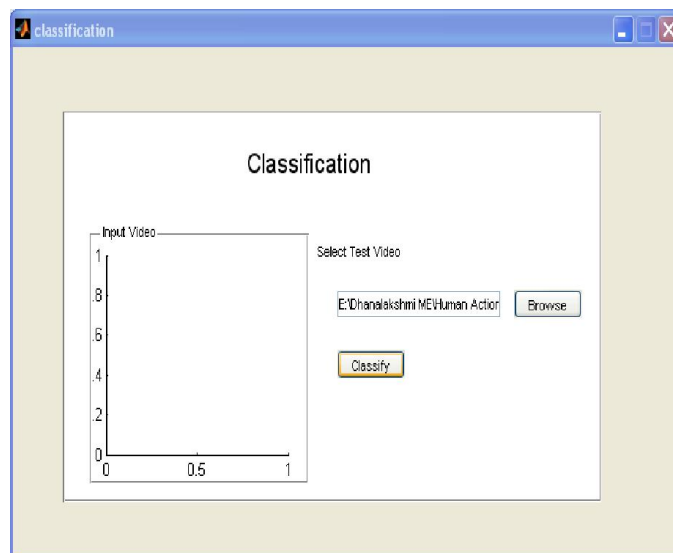 classification
Classification
Input Video
Select Test Video
1
.8
.6
.4
.2
0
0 0.5 1
E:\Dhanalakshmi ME\Human Action
Browse
Classify